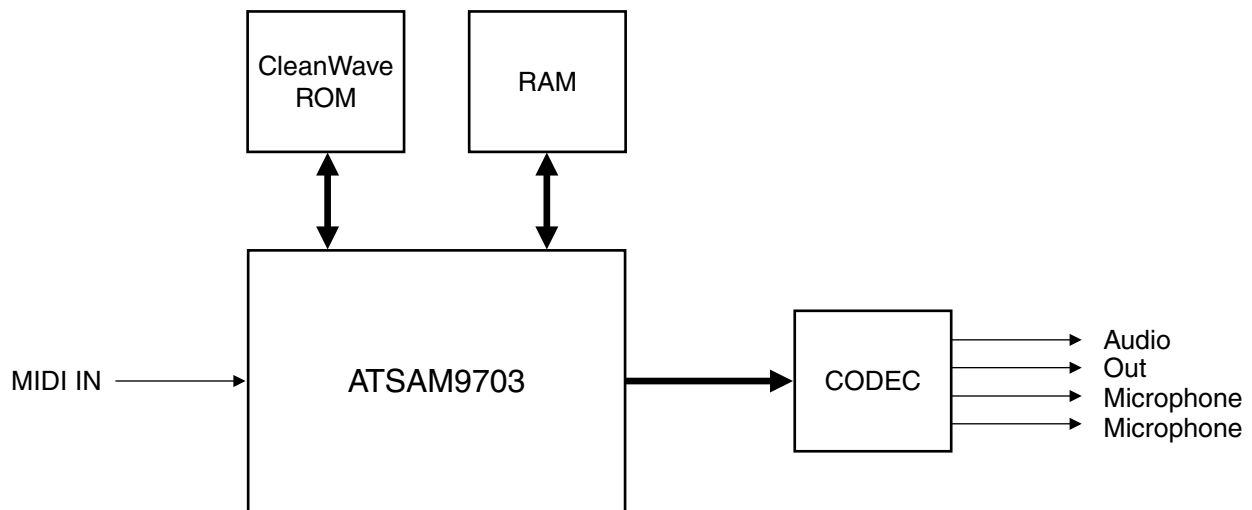 CleanWave
ROM
RAM
MIDI IN
ATSAM9703
CODEC
Audio
Out
Microphone
Microphone